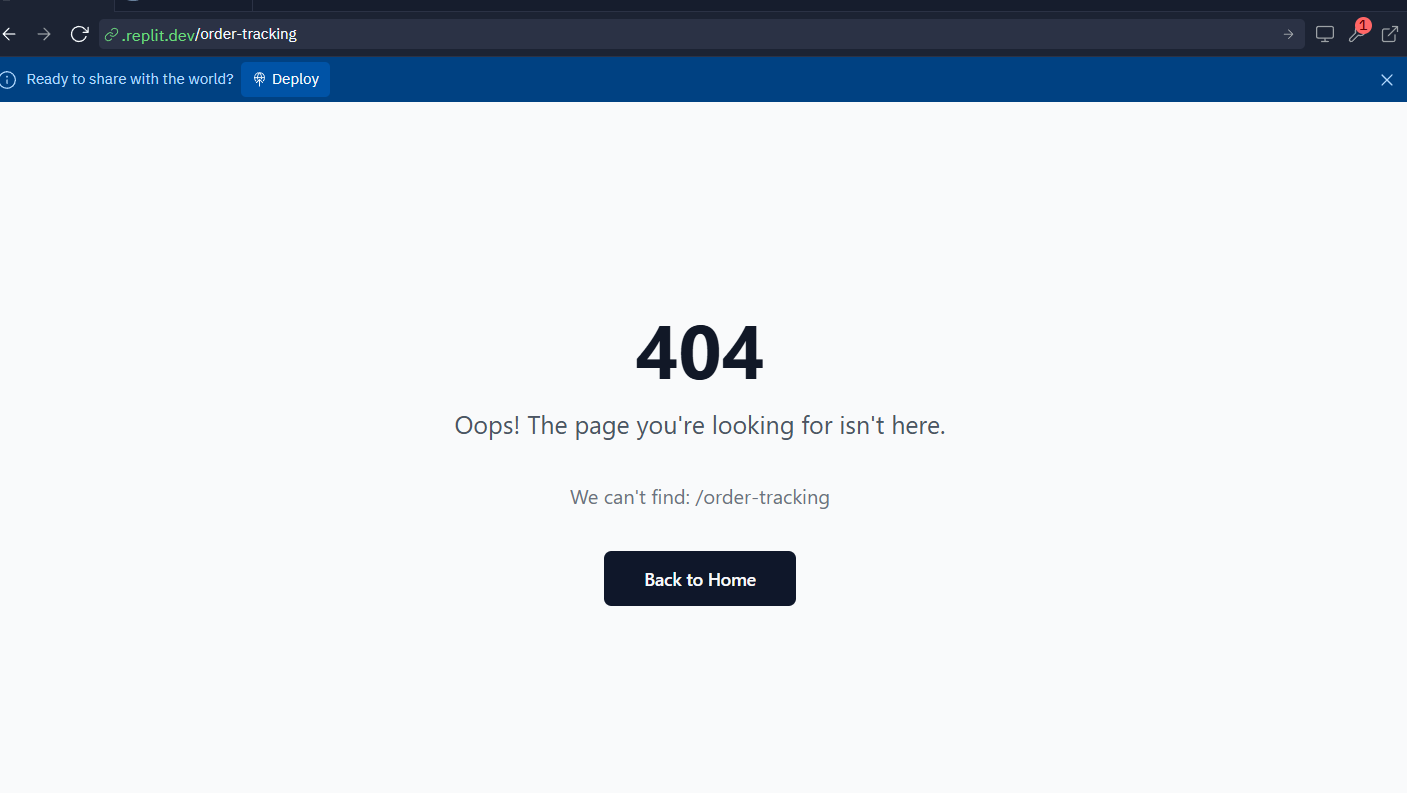 .replit.dev/order-tracking
1
Ready to share with the world? Deploy
404
Oops! The page you're looking for isn't here.
We can't find: /order-tracking
Back to Home